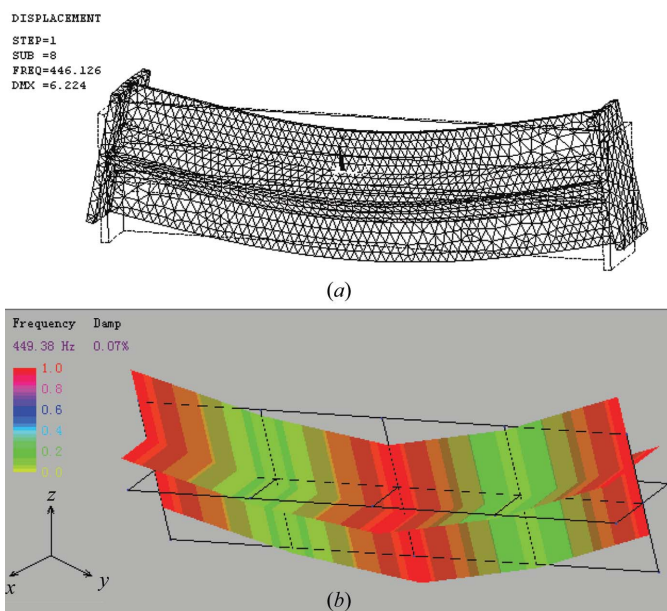 DISPLACEMENT
STEP=1
SUB =8
FREQ=446.126
DMX =6.224
(a)
Frequency Damp
449.38 Hz 0.07%
1.0
0.8
0.6
0.4
0.2
0.0
z
x
y
(b)